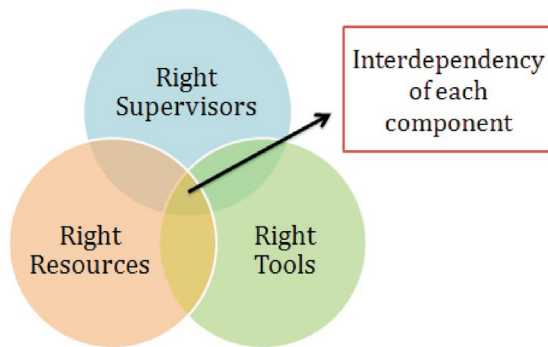 Right
Supervisors
Interdependency
of each
component
Right
Resources
Right
Tools